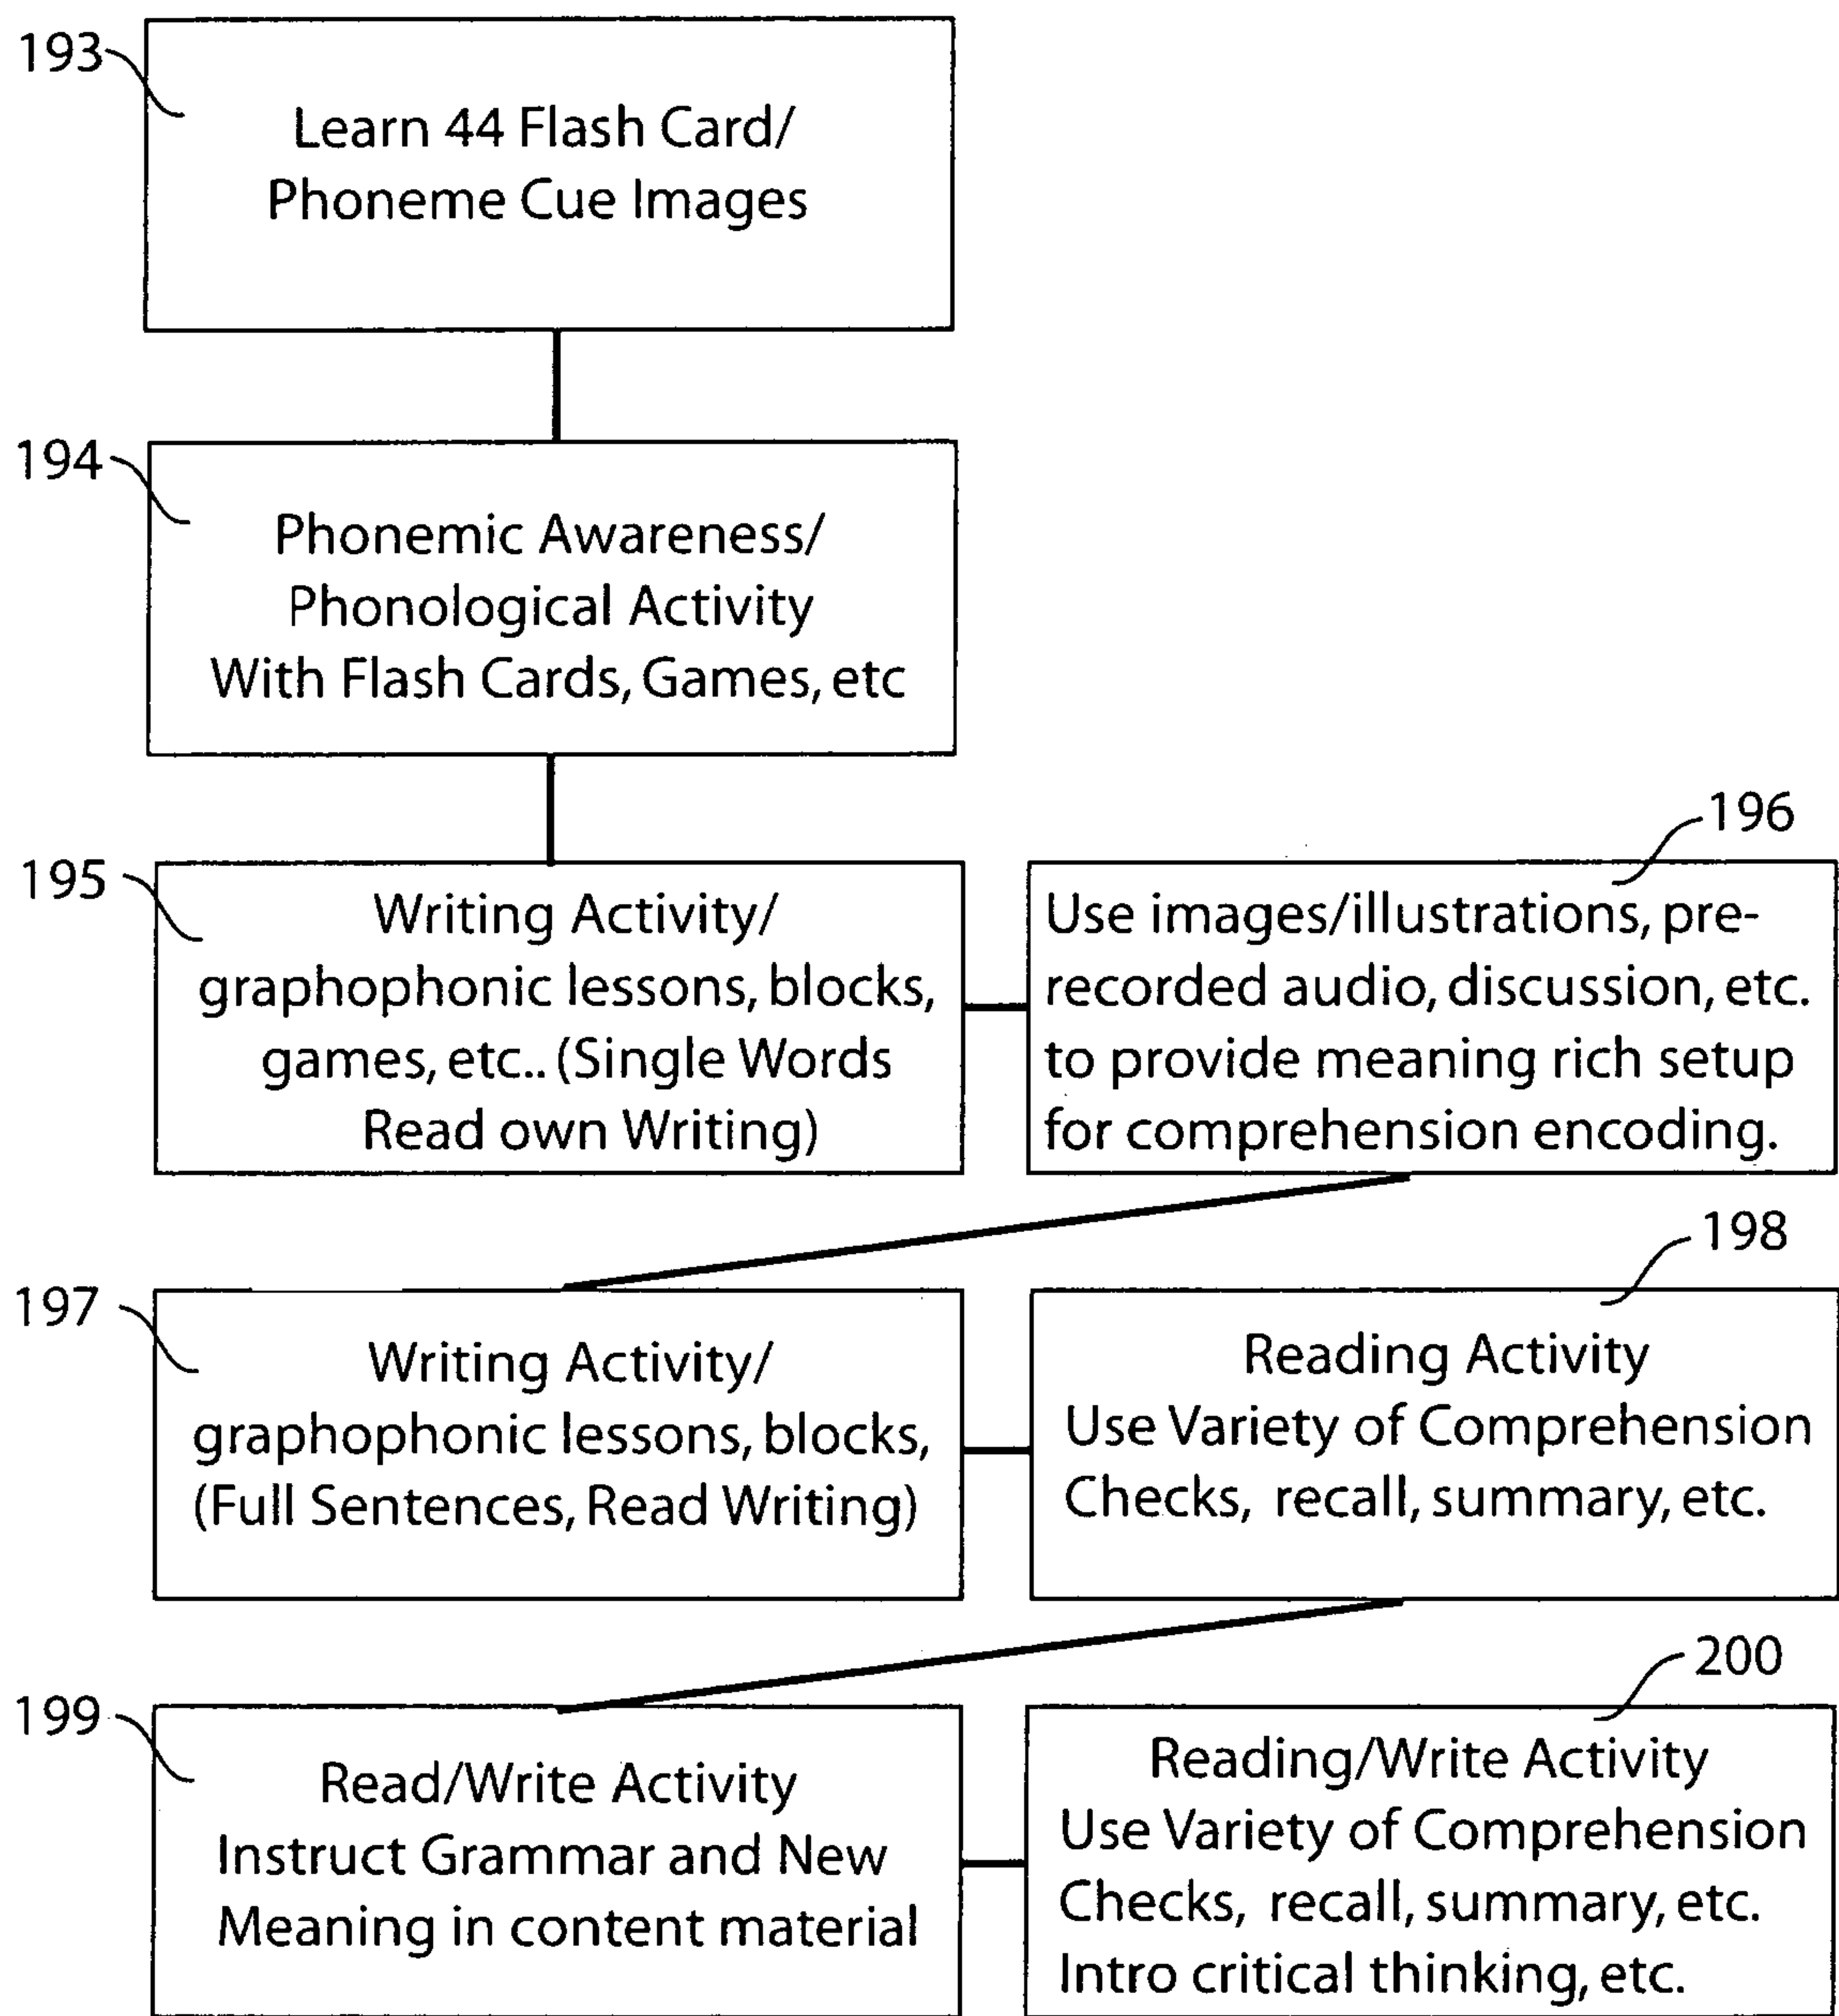 193
Learn 44 Flash Card/
Phoneme Cue Images
194
Phonemic Awareness/
Phonological Activity
With Flash Cards, Games, etc
195
Writing Activity/
graphophonic lessons, blocks,
games, etc.. (Single Words
Read own Writing)
196
Use images/illustrations, pre-
recorded audio, discussion, etc.
to provide meaning rich setup
for comprehension encoding.
197
Writing Activity/
graphophonic lessons, blocks,
(Full Sentences, Read Writing)
198
Reading Activity
Use Variety of Comprehension
Checks, recall, summary, etc.
199
Read/Write Activity
Instruct Grammar and New
Meaning in content material
200
Reading/Write Activity
Use Variety of Comprehension
Checks, recall, summary, etc.
Intro critical thinking, etc.